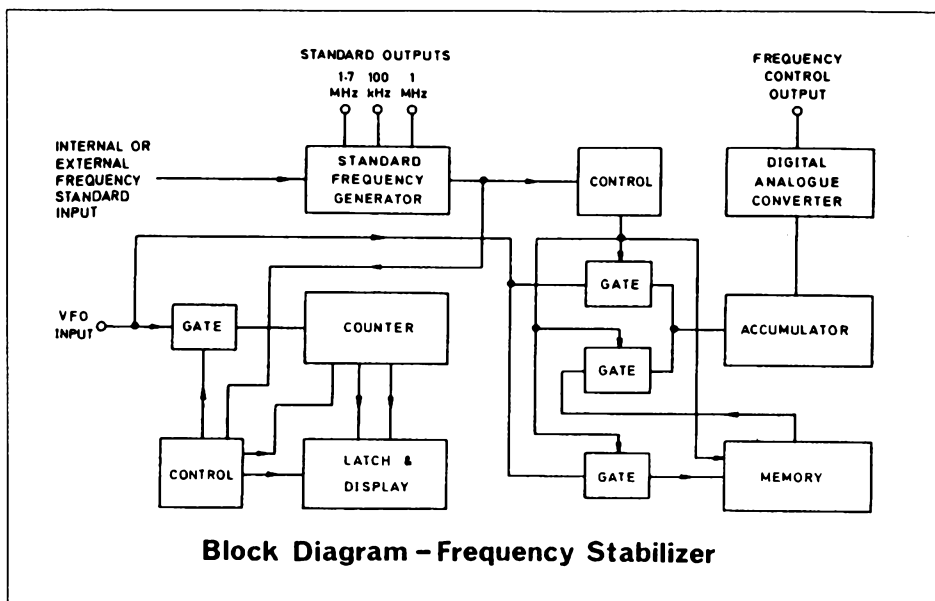 STANDARD OUTPUTS
1·7 MHz
100 kHz
1 MHz
FREQUENCY
CONTROL
OUTPUT
INTERNAL OR
EXTERNAL
FREQUENCY
STANDARD
INPUT
STANDARD
FREQUENCY
GENERATOR
CONTROL
DIGITAL
ANALOGUE
CONVERTER
VFO
INPUT
GATE
COUNTER
GATE
ACCUMULATOR
GATE
CONTROL
LATCH &
DISPLAY
GATE
MEMORY
Block Diagram – Frequency Stabilizer